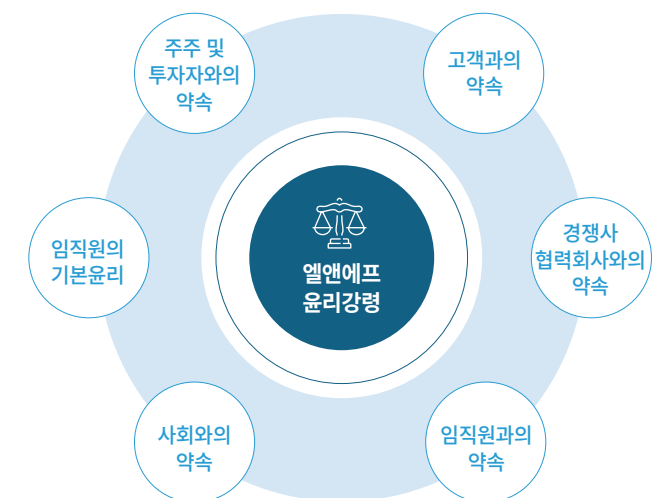 주주 및
투자자와의
약속
고객과의
약속
임직원의
기본윤리
엘앤에프
윤리강령
경쟁사
협력회사와의
약속
사회와의
약속
임직원과의
약속